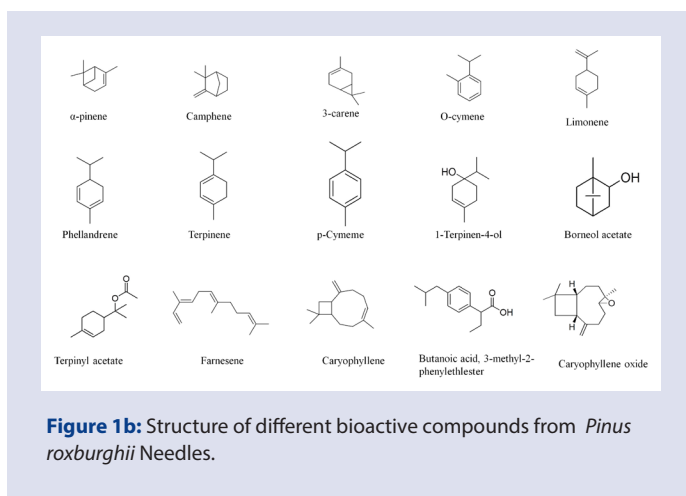 α-pinene
Camphene
3-carene
O-cymene
Limonene
HO
OH
Phellandrene
Terpinene
p-Cymeme
1-Terpinen-4-ol
Borneol acetate
O
O
O
OH
H
O
H
Terpinyl acetate
Farnesene
Caryophyllene
Butanoic acid, 3-methyl-2-
phenylethlester
Caryophyllene oxide
Figure 1b: Structure of different bioactive compounds from Pinus
roxburghii Needles.